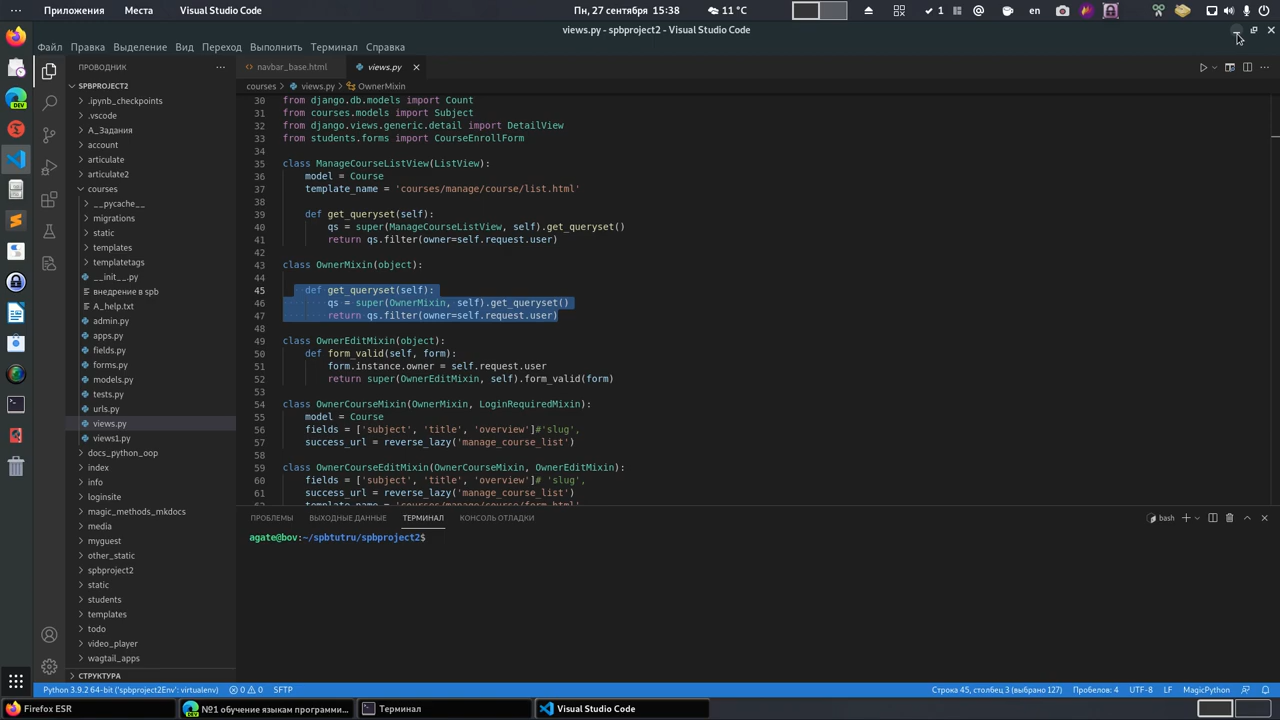 Приложения Места Visual Studio Code Пн, 27 сентября 15:38 11 °C 1 en
views.py - spbproject2 - Visual Studio Code
Файл Правка Выделение Вид Переход Выполнить Терминал Справка
ПРОВОДНИК
SPBPROJECT2
.ipynb_checkpoints
.vscode
A_Задания
account
articulate
articulate2
courses
__pycache__
migrations
static
templates
templatetags
__init__.py
внедрение в spb
A_help.txt
admin.py
apps.py
fields.py
forms.py
models.py
tests.py
urls.py
views.py
views1.py
docs_python_oop
index
info
loginsite
magic_methods_mkdocs
media
myguest
other_static
spbproject2
static
students
templates
todo
video_player
wagtail_apps
СТРУКТУРА
navbar_base.html views.py
courses views.py OwnerMixin
30 from django.db.models import Count
31 from courses.models import Subject
32 from django.views.generic.detail import DetailView
33 from students.forms import CourseEnrollForm
34
35 class ManageCourseListView(ListView):
36 model = Course
37 template_name = 'courses/manage/course/list.html'
38
39 def get_queryset(self):
40 qs = super(ManageCourseListView, self).get_queryset()
41 return qs.filter(owner=self.request.user)
42
43 class OwnerMixin(object):
44
45 def get_queryset(self):
46 qs = super(OwnerMixin, self).get_queryset()
47 return qs.filter(owner=self.request.user)
48
49 class OwnerEditMixin(object):
50 def form_valid(self, form):
51 form.instance.owner = self.request.user
52 return super(OwnerEditMixin, self).form_valid(form)
53
54 class OwnerCourseMixin(OwnerMixin, LoginRequiredMixin):
55 model = Course
56 fields = ['subject', 'title', 'overview']#'slug',
57 success_url = reverse_lazy('manage_course_list')
58
59 class OwnerCourseEditMixin(OwnerCourseMixin, OwnerEditMixin):
60 fields = ['subject', 'title', 'overview']# 'slug',
61 success_url = reverse_lazy('manage_course_list')
62 template_name = 'courses/manage/course/form.html'
ПРОБЛЕМЫ ВЫХОДНЫЕ ДАННЫЕ ТЕРМИНАЛ КОНСОЛЬ ОТЛАДКИ bash
agate@bov:~/spbtutru/spbproject2$
Python 3.9.2 64-bit ('spbproject2Env': virtualenv) 0 0 SFTP Строка 45, столбец 3 (выбрано 127) Пробелов: 4 UTF-8 LF MagicPython
Firefox ESR №1 обучение языкам программи... Терминал Visual Studio Code